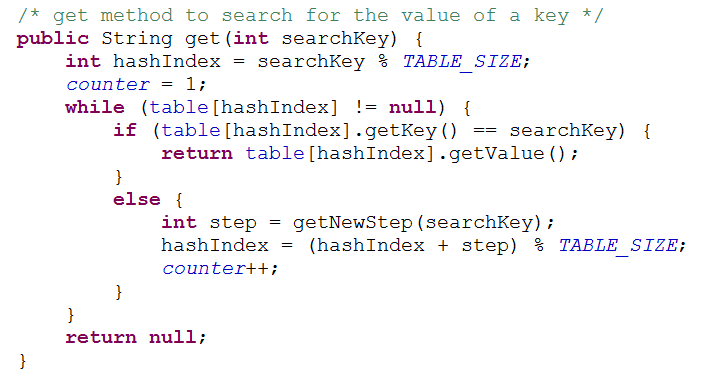 /* get method to search for the value of a key */
public String get(int searchKey) {
    int hashIndex = searchKey % TABLE_SIZE;
    counter = 1;
    while (table[hashIndex] != null) {
        if (table[hashIndex].getKey() == searchKey) {
            return table[hashIndex].getValue();
        }
        else {
            int step = getNewStep(searchKey);
            hashIndex = (hashIndex + step) % TABLE_SIZE;
            counter++;
        }
    }
    return null;
}